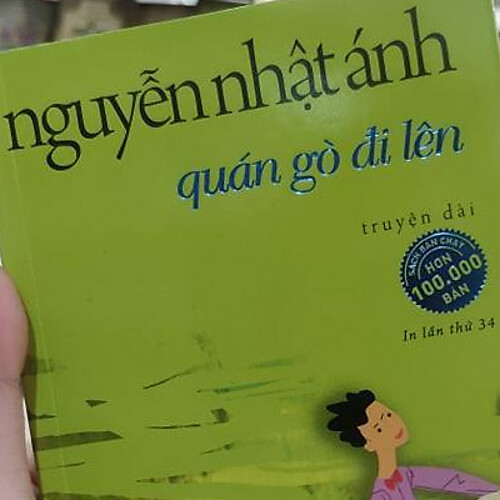 nguyễn nhật ánh
quán gò đi lên
truyện dài
SÁCH BÁN CHẠY
HƠN
100.000
BẢN
In lần thứ 34